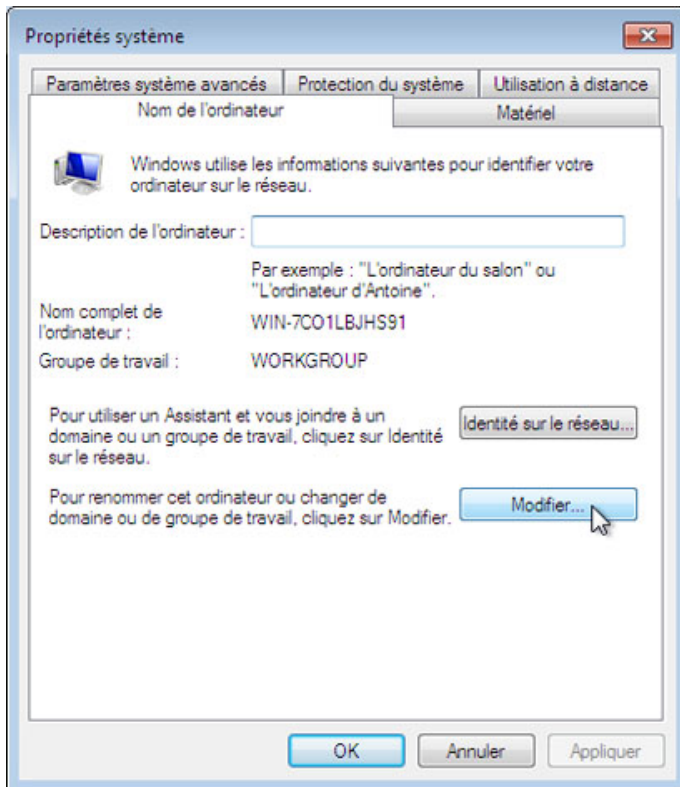 Propriétés système
Paramètres système avancés
Protection du système
Utilisation à distance
Nom de l'ordinateur
Matériel
Windows utilise les informations suivantes pour identifier votre
ordinateur sur le réseau.
Description de l'ordinateur :
Par exemple : "L'ordinateur du salon" ou
"L'ordinateur d'Antoine".
Nom complet de
l'ordinateur :
WIN-7CO1LBJHS91
Groupe de travail :
WORKGROUP
Pour utiliser un Assistant et vous joindre à un
domaine ou un groupe de travail, cliquez sur Identité
sur le réseau.
Identité sur le réseau...
Pour renommer cet ordinateur ou changer de
domaine ou de groupe de travail, cliquez sur Modifier.
Modifier...
OK
Annuler
Appliquer